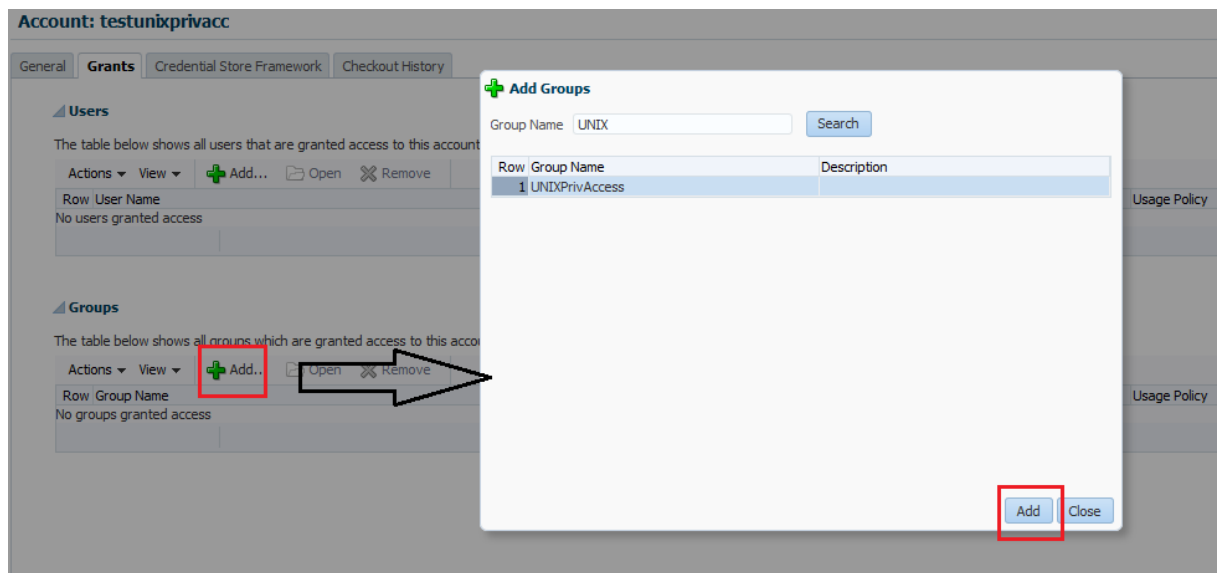 Account: testunixprivacc
General Grants Credential Store Framework Checkout History
Users
The table below shows all users that are granted access to this account
Actions View Add... Open Remove
Row User Name Usage Policy
No users granted access
Groups
The table below shows all groups which are granted access to this accou
Actions View Add.. Open Remove
Row Group Name Usage Policy
No groups granted access
Add Groups
Group Name UNIX Search
Row Group Name Description
1 UNIXPrivAccess
Add Close